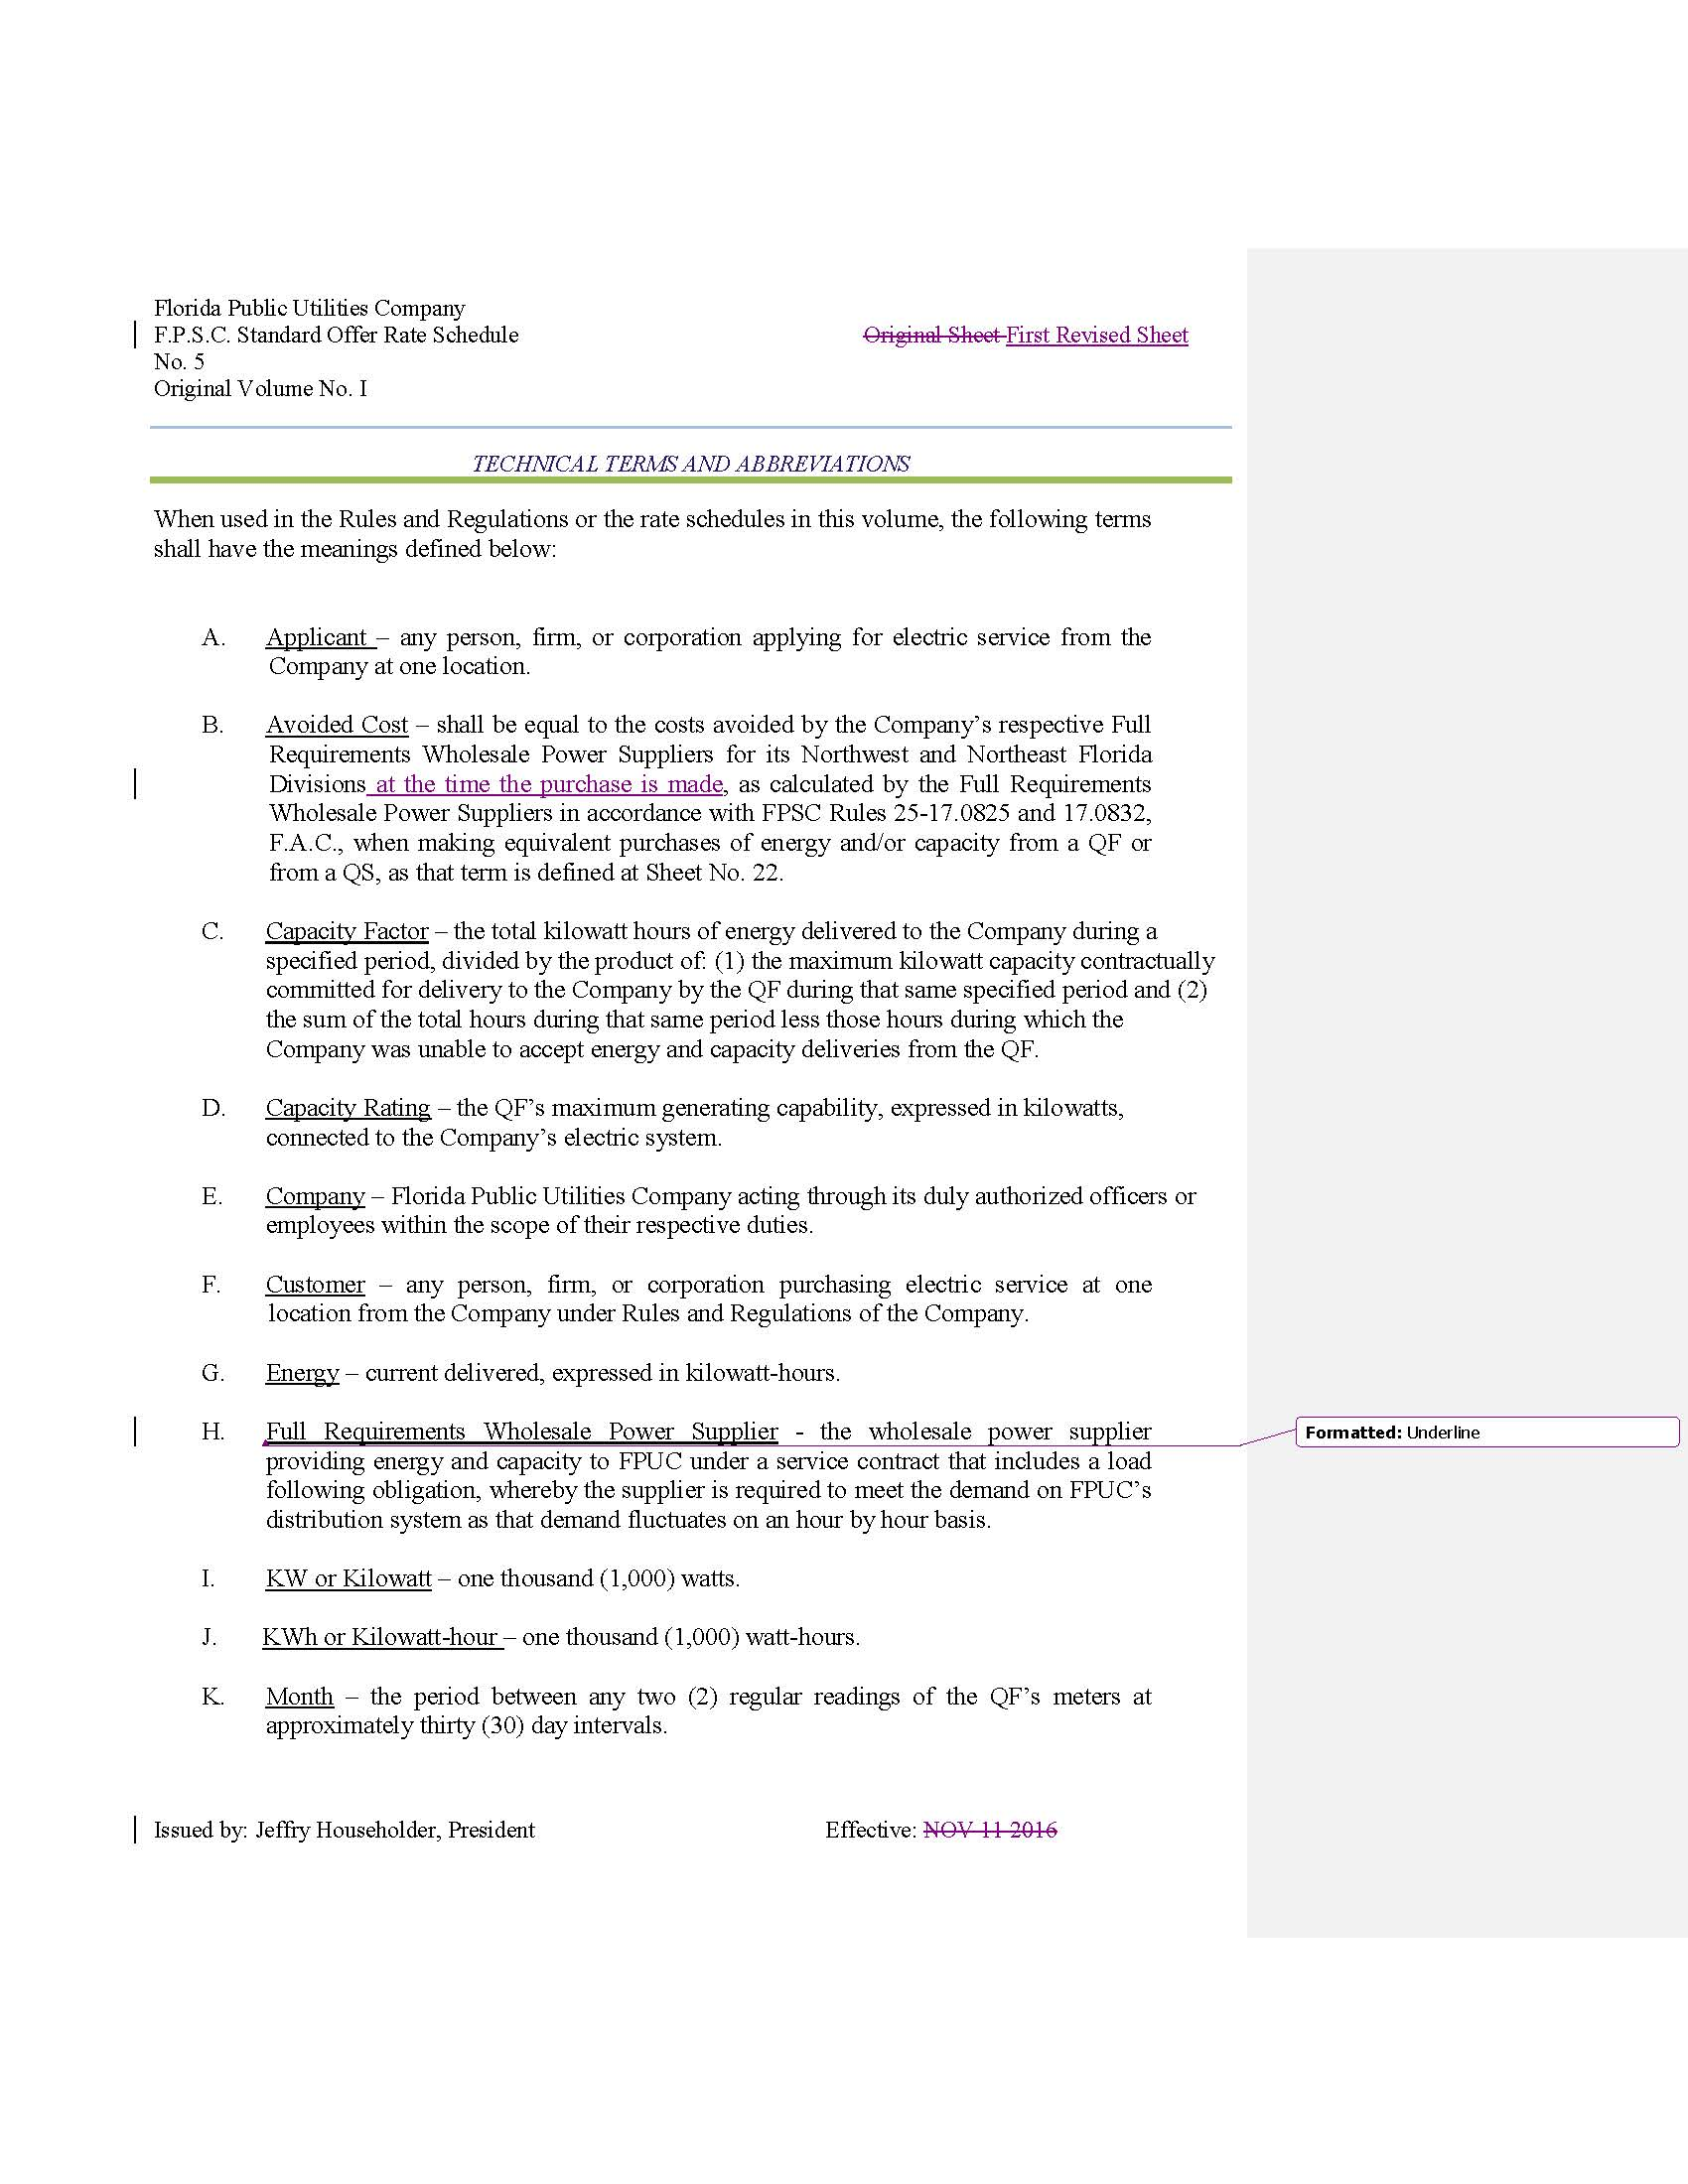 Florida Public Utilities Company
F.P.S.C. Standard Offer Rate Schedule Original Sheet First Revised Sheet
No. 5
Original Volume No. I
TECHNICAL TERMS AND ABBREVIATIONS
When used in the Rules and Regulations or the rate schedules in this volume, the following terms
shall have the meanings defined below:
A. Applicant – any person, firm, or corporation applying for electric service from the
Company at one location.
B. Avoided Cost – shall be equal to the costs avoided by the Company’s respective Full
Requirements Wholesale Power Suppliers for its Northwest and Northeast Florida
Divisions at the time the purchase is made, as calculated by the Full Requirements
Wholesale Power Suppliers in accordance with FPSC Rules 25-17.0825 and 17.0832,
F.A.C., when making equivalent purchases of energy and/or capacity from a QF or
from a QS, as that term is defined at Sheet No. 22.
C. Capacity Factor – the total kilowatt hours of energy delivered to the Company during a
specified period, divided by the product of: (1) the maximum kilowatt capacity contractually
committed for delivery to the Company by the QF during that same specified period and (2)
the sum of the total hours during that same period less those hours during which the
Company was unable to accept energy and capacity deliveries from the QF.
D. Capacity Rating – the QF’s maximum generating capability, expressed in kilowatts,
connected to the Company’s electric system.
E. Company – Florida Public Utilities Company acting through its duly authorized officers or
employees within the scope of their respective duties.
F. Customer – any person, firm, or corporation purchasing electric service at one
location from the Company under Rules and Regulations of the Company.
G. Energy – current delivered, expressed in kilowatt-hours.
H. Full Requirements Wholesale Power Supplier - the wholesale power supplier
Formatted: Underline
providing energy and capacity to FPUC under a service contract that includes a load
following obligation, whereby the supplier is required to meet the demand on FPUC’s
distribution system as that demand fluctuates on an hour by hour basis.
I. KW or Kilowatt – one thousand (1,000) watts.
J. KWh or Kilowatt-hour – one thousand (1,000) watt-hours.
K. Month – the period between any two (2) regular readings of the QF’s meters at
approximately thirty (30) day intervals.
Issued by: Jeffry Householder, President Effective: NOV 11 2016